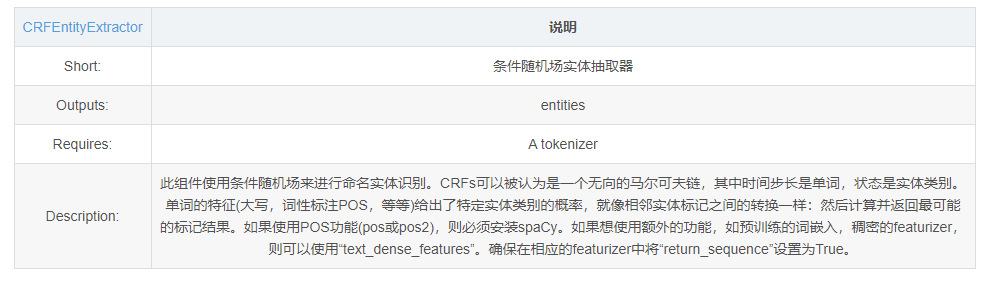 CRFEntityExtractor 说明
Short: 条件随机场实体抽取器
Outputs: entities
Requires: A tokenizer
Description: 此组件使用条件随机场来进行命名实体识别。CRFs可以被认为是一个无向的马尔可夫链，其中时间步长是单词，状态是实体类别。
单词的特征(大写，词性标注POS，等等)给出了特定实体类别的概率，就像相邻实体标记之间的转换一样：然后计算并返回最可能
的标记结果。如果使用POS功能(pos或pos2)，则必须安装spaCy。如果想使用额外的功能，如预训练的词嵌入，稠密的featurizer，
则可以使用“text_dense_features”。确保在相应的featurizer中将“return_sequence”设置为True。